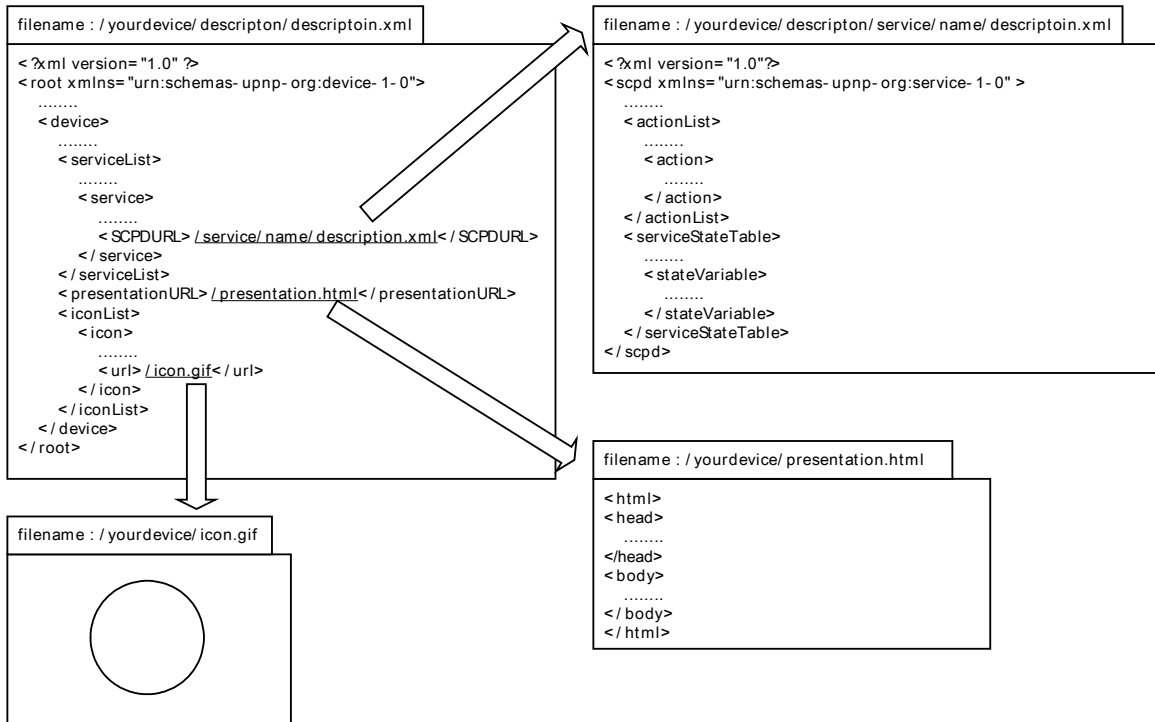 filename : /yourdevice/descripton/descriptoin.xml
<?xml version="1.0" ?>
<root xmlns="urn:schemas-upnp-org:device-1-0">
........
<device>
........
<serviceList>
........
<service>
........
<SCPDURL>/service/name/description.xml</SCPDURL>
</service>
</serviceList>
<presentationURL>/presentation.html</presentationURL>
<iconList>
<icon>
........
<url>/icon.gif</url>
</icon>
</iconList>
</device>
</root>
filename : /yourdevice/descripton/service/name/descriptoin.xml
<?xml version="1.0"?>
<scpd xmlns="urn:schemas-upnp-org:service-1-0" >
........
<actionList>
........
<action>
........
</action>
</actionList>
<serviceStateTable>
........
<stateVariable>
........
</stateVariable>
</serviceStateTable>
</scpd>
filename : /yourdevice/icon.gif
filename : /yourdevice/presentation.html
<html>
<head>
........
</head>
<body>
........
</body>
</html>